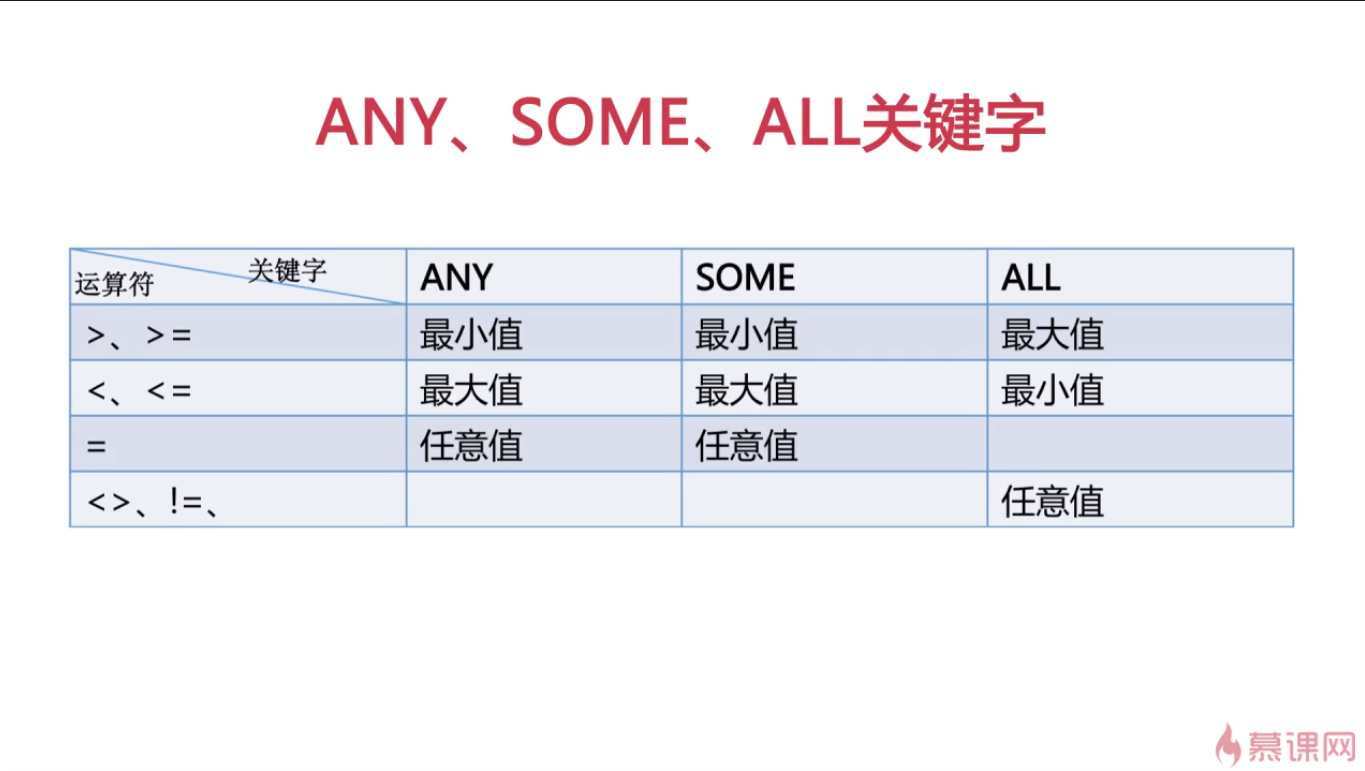 ANY、SOME、ALL关键字
关键字
运算符
ANY SOME ALL
>、>= 最小值 最小值 最大值
<、<= 最大值 最大值 最小值
= 任意值 任意值
<>、!=、 任意值
慕课网